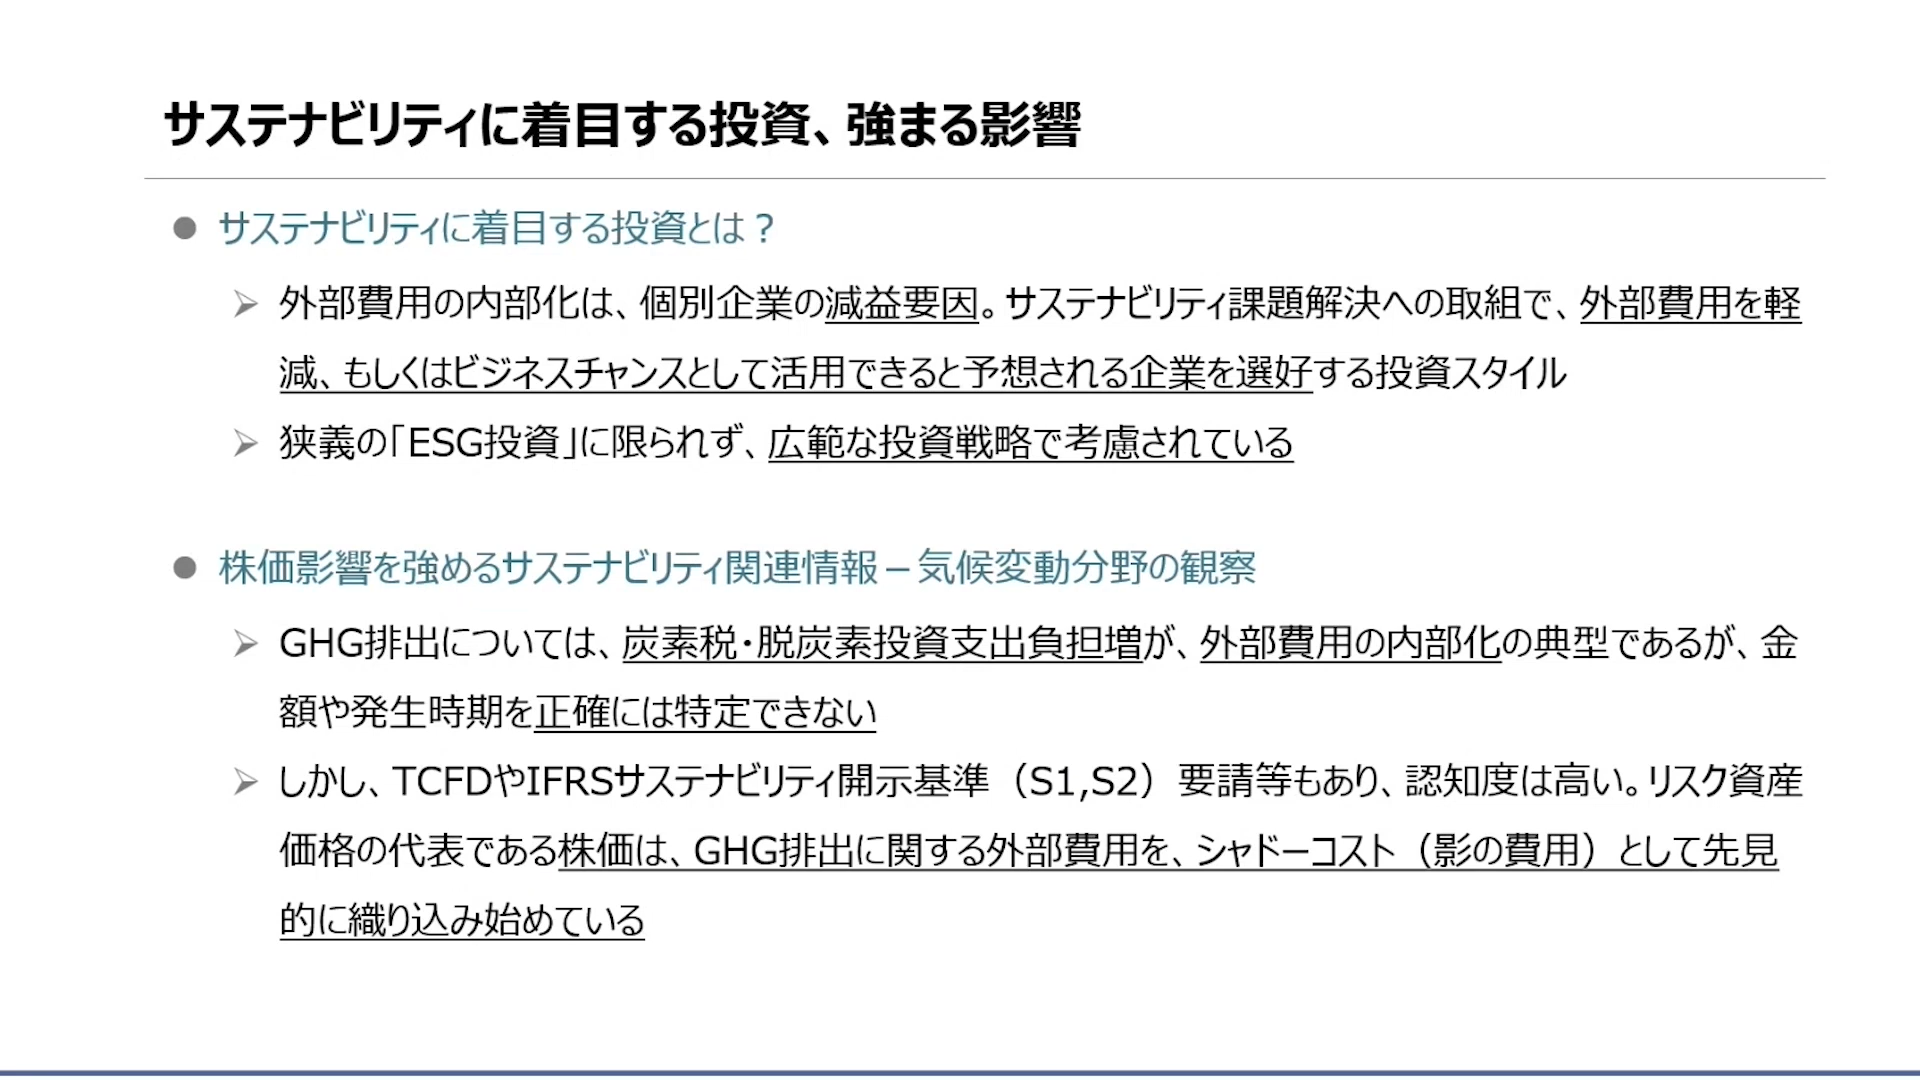 サステナビリティに着目する投資、強まる影響
● サステナビリティに着目する投資とは？
➢ 外部費用の内部化は、個別企業の減益要因。サステナビリティ課題解決への取組で、外部費用を軽
減、もしくはビジネスチャンスとして活用できると予想される企業を選好する投資スタイル
➢ 狭義の「ESG投資」に限られず、広範な投資戦略で考慮されている
● 株価影響を強めるサステナビリティ関連情報 – 気候変動分野の観察
➢ GHG排出については、炭素税・脱炭素投資支出負担増が、外部費用の内部化の典型であるが、金
額や発生時期を正確には特定できない
➢ しかし、TCFDやIFRSサステナビリティ開示基準（S1,S2）要請等もあり、認知度は高い。リスク資産
価格の代表である株価は、GHG排出に関する外部費用を、シャドーコスト（影の費用）として先見
的に織り込み始めている